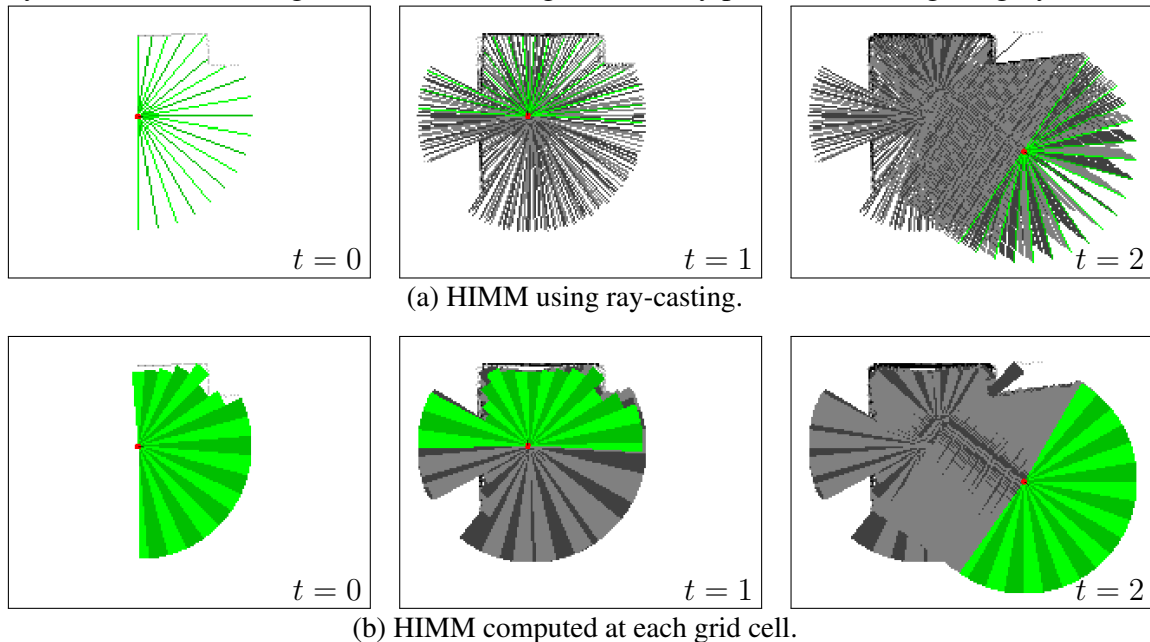 t = 0
t = 1
t = 2
(a) HIMM using ray-casting.
t = 0
t = 1
t = 2
(b) HIMM computed at each grid cell.